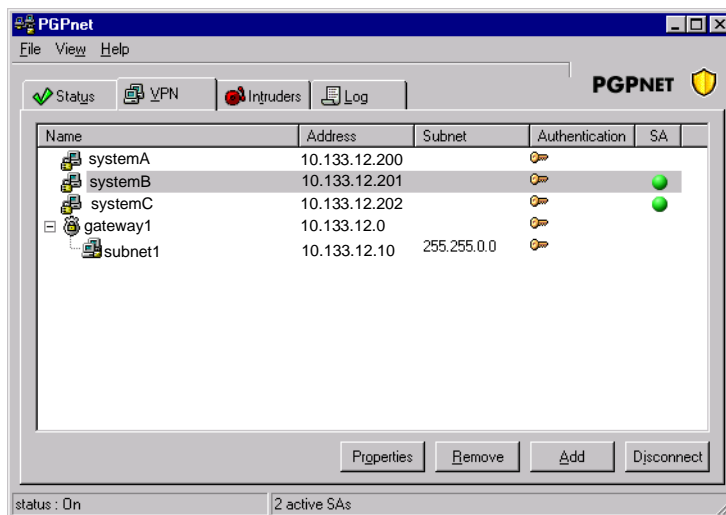 PGPnet
File View Help
PGPNET
Status VPN Intruders Log
Name Address Subnet Authentication SA
systemA 10.133.12.200
systemB 10.133.12.201
systemC 10.133.12.202
gateway1 10.133.12.0
subnet1 10.133.12.10 255.255.0.0
Properties Remove Add Disconnect
status : On 2 active SAs